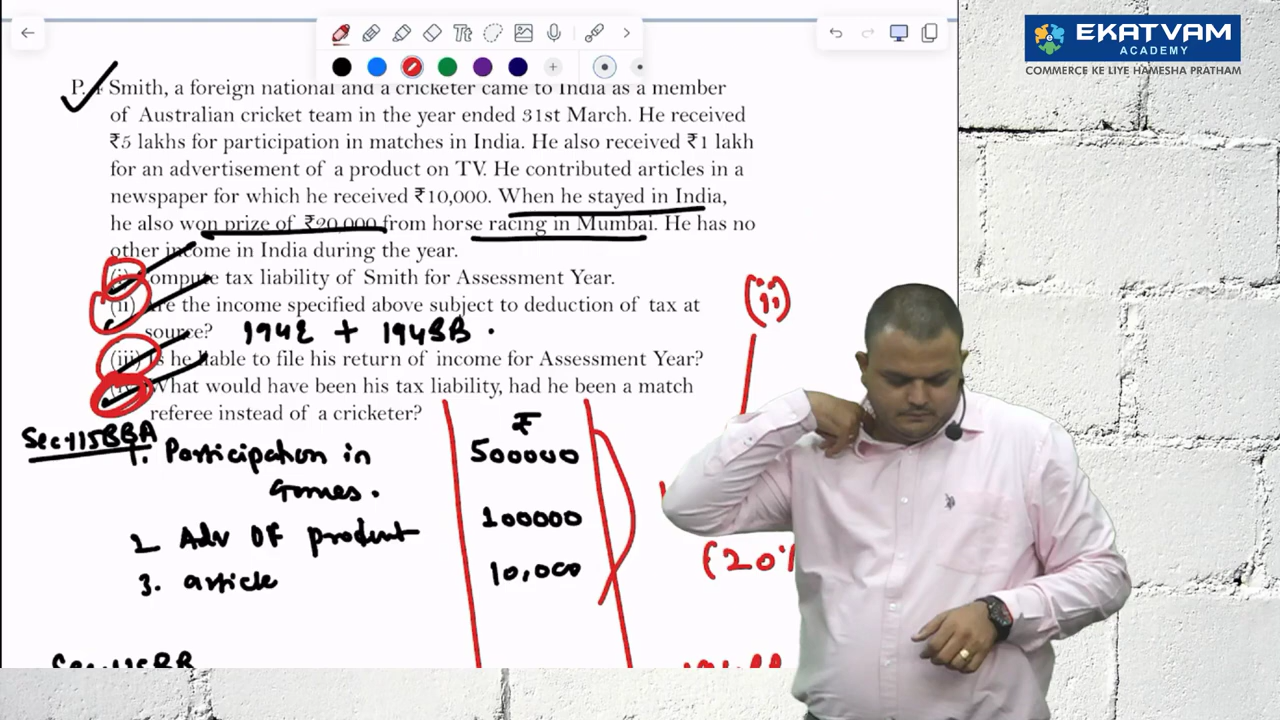 EKATVAM
ACADEMY
COMMERCE KE LIYE HAMESHA PRATHAM
Tt
P. 4 Smith, a foreign national and a cricketer came to India as a member
of Australian cricket team in the year ended 31st March. He received
₹5 lakhs for participation in matches in India. He also received ₹1 lakh
for an advertisement of a product on TV. He contributed articles in a
newspaper for which he received ₹10,000. When he stayed in India,
he also won prize of ₹20,000 from horse racing in Mumbai. He has no
other income in India during the year.
(i) Compute tax liability of Smith for Assessment Year.
(ii) Are the income specified above subject to deduction of tax at
source? 194E + 194BB .
(iii) Is he liable to file his return of income for Assessment Year?
What would have been his tax liability, had he been a match
referee instead of a cricketer?
(ii)
Sec-115BBA
₹
1. Participation in 500000
Games.
2 Adv OF product 100000
3. article 10,000
(20%
Sec-115BB
194BB